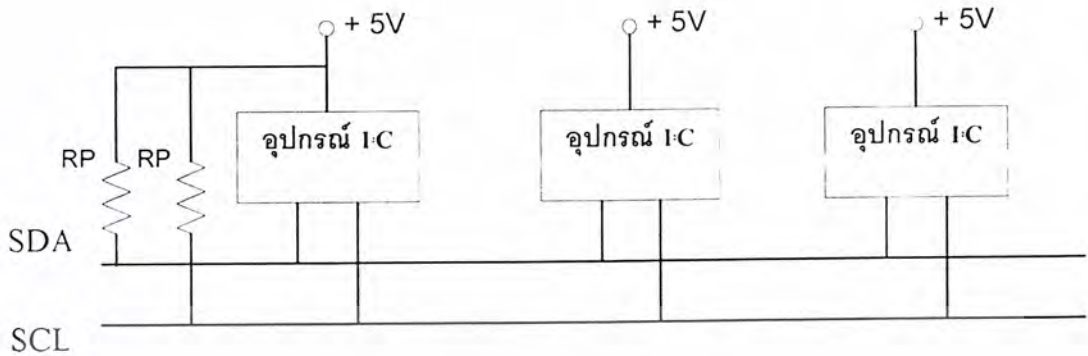 + 5V + 5V + 5V
อุปกรณ์ I²C อุปกรณ์ I²C อุปกรณ์ I²C
RP RP
SDA
SCL